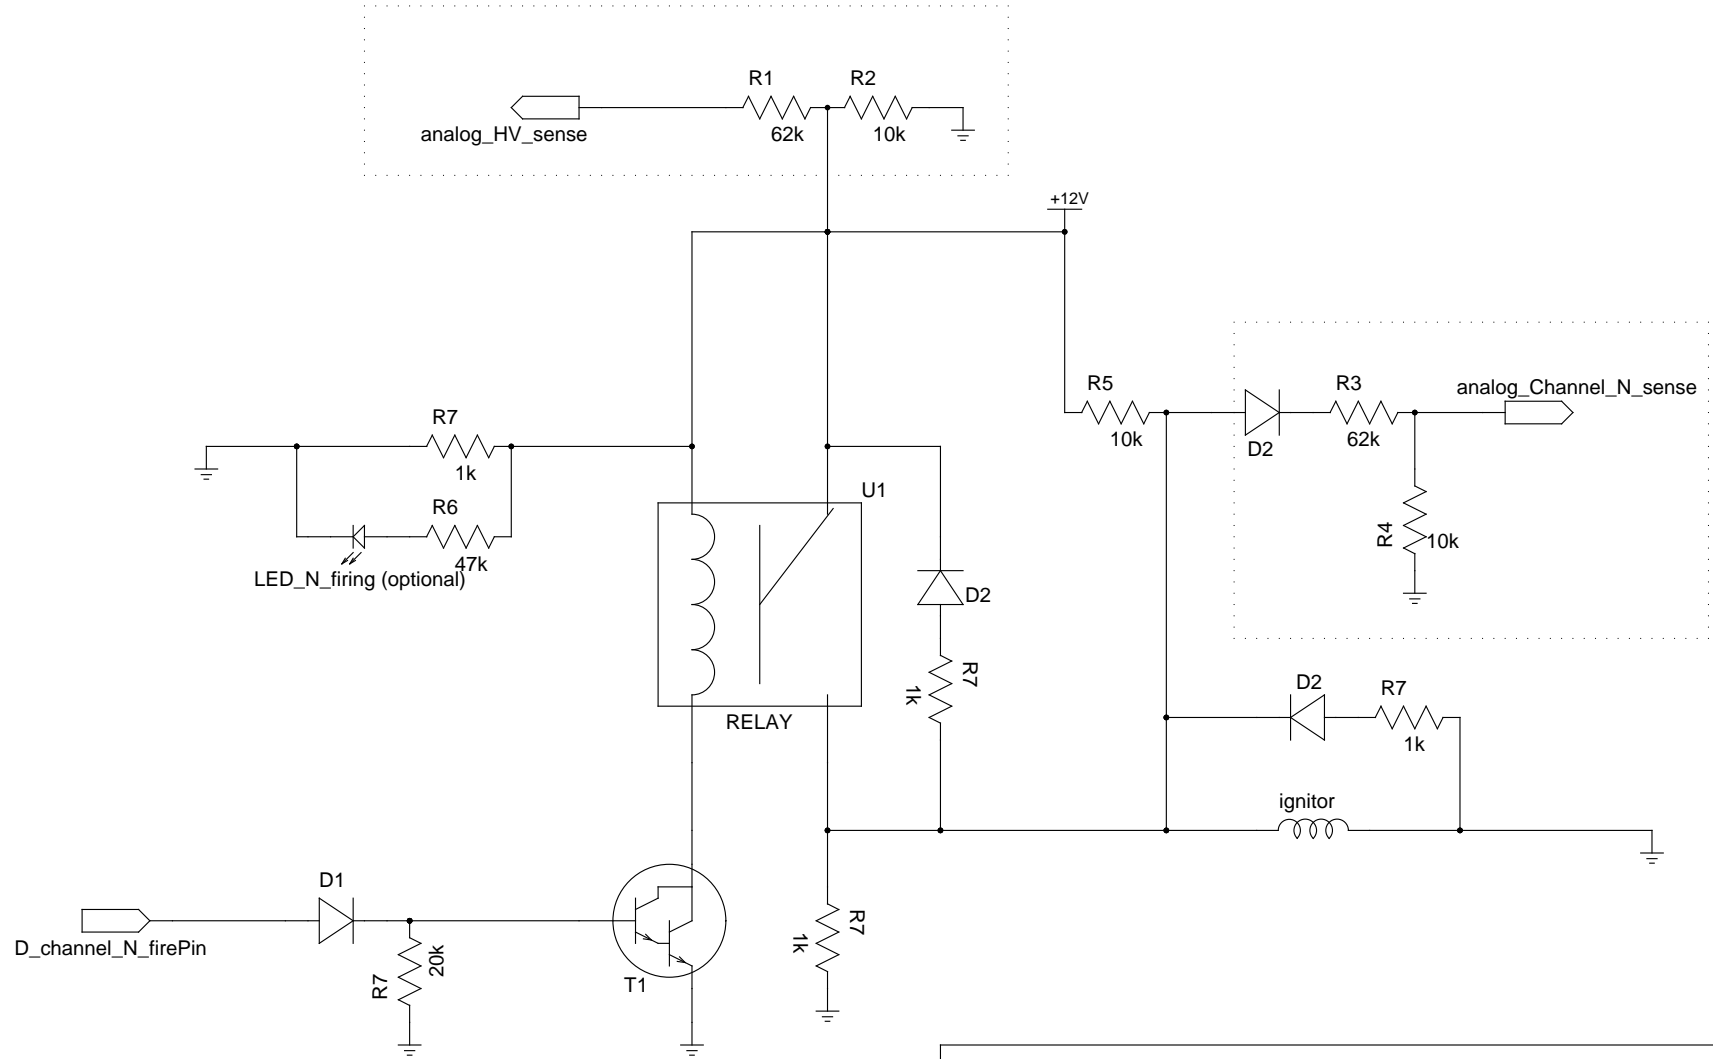 R1
R2
analog_HV_sense
62k
10k
+12V
R5
10k
R3
analog_Channel_N_sense
D2
62k
R4
10k
R7
1k
R6
47k
LED_N_firing (optional)
U1
RELAY
D2
R7
1k
D2
R7
1k
ignitor
D1
D_channel_N_firePin
R7
20k
T1
R7
1k